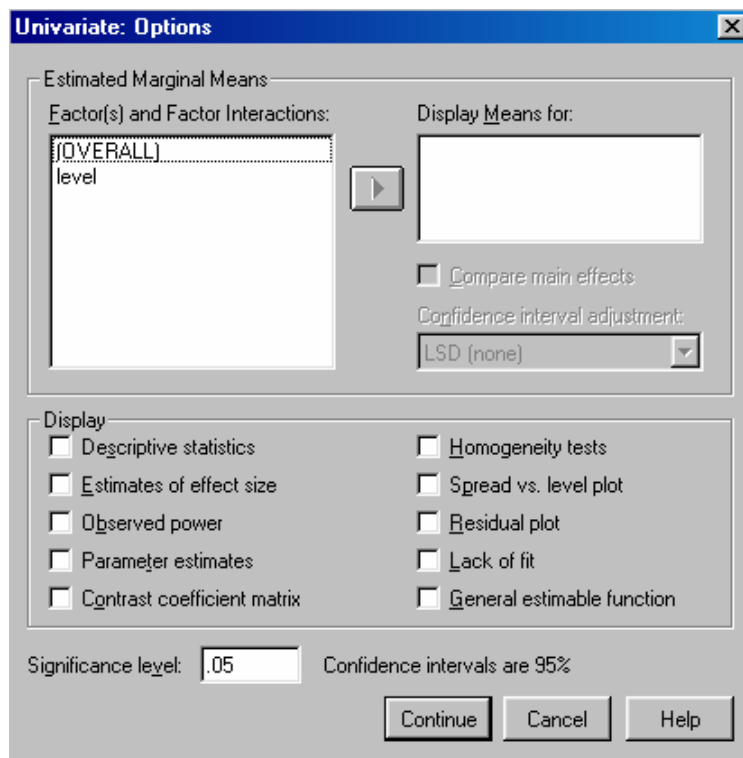 Univariate: Options
Estimated Marginal Means
Factor(s) and Factor Interactions:
(OVERALL)
level
Display Means for:
Compare main effects
Confidence interval adjustment:
LSD (none)
Display
Descriptive statistics
Estimates of effect size
Observed power
Parameter estimates
Contrast coefficient matrix
Homogeneity tests
Spread vs. level plot
Residual plot
Lack of fit
General estimable function
Significance level: .05 Confidence intervals are 95%
Continue Cancel Help